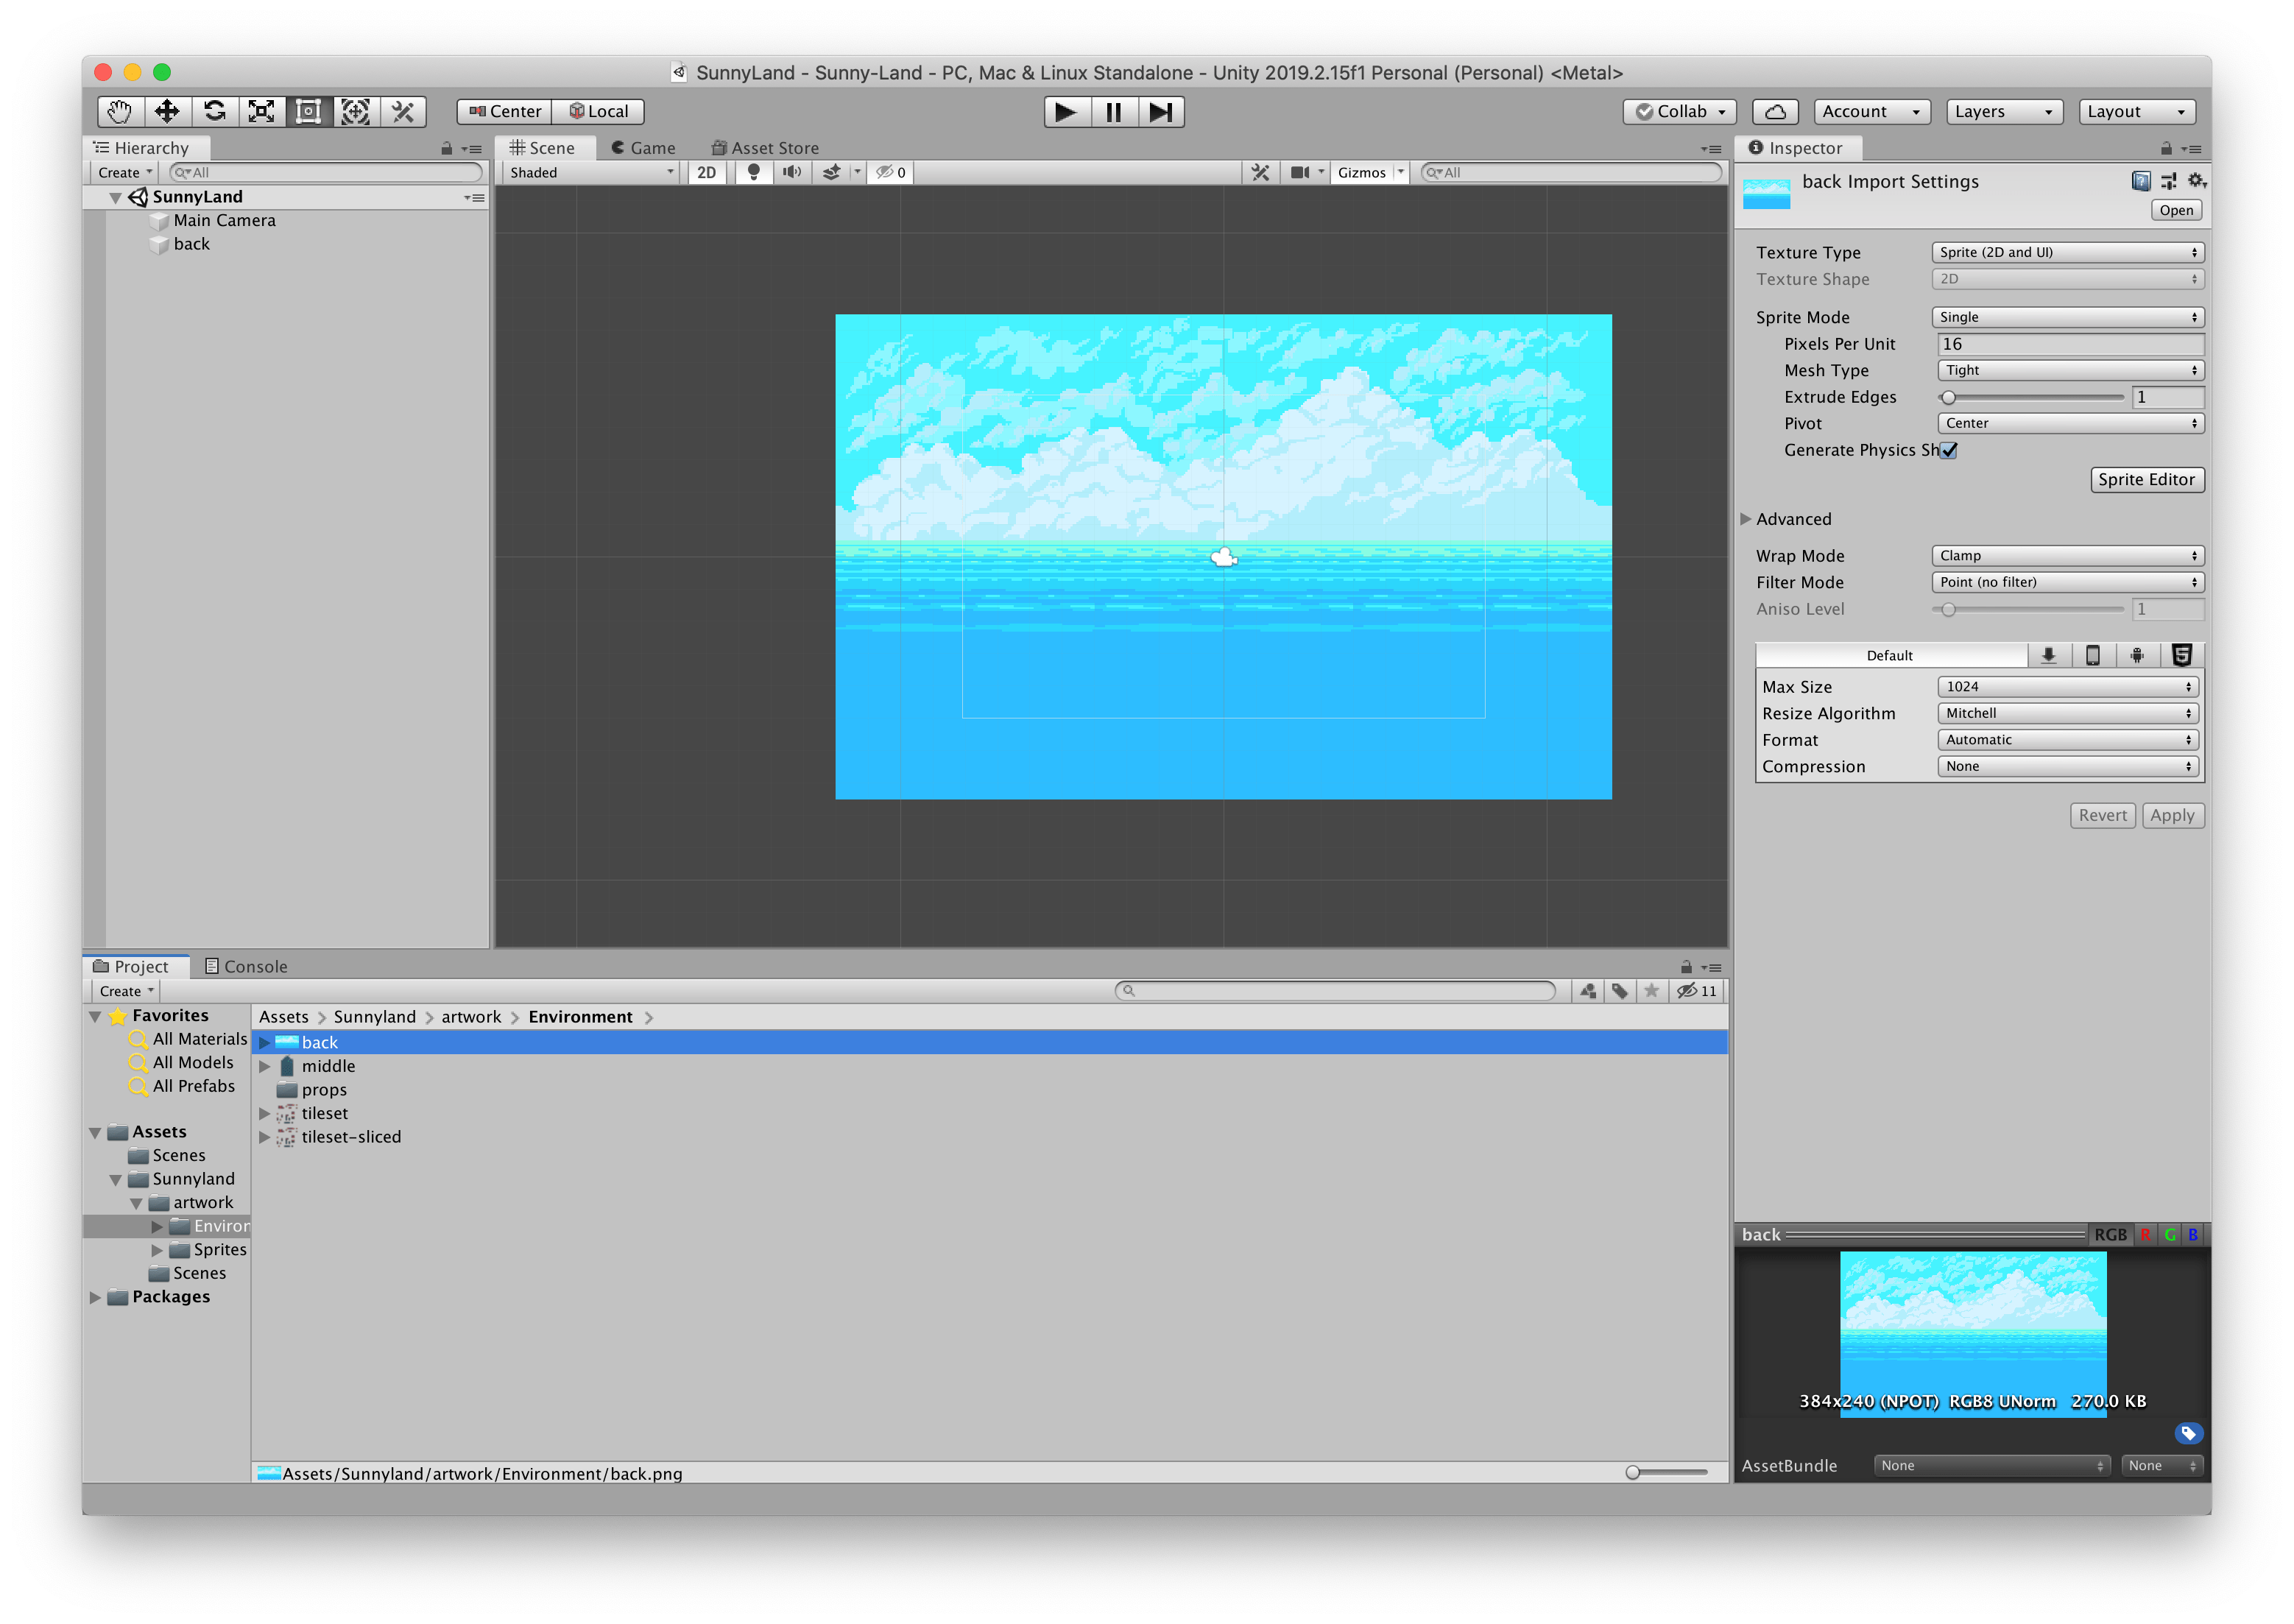 SunnyLand - Sunny-Land - PC, Mac & Linux Standalone - Unity 2019.2.15f1 Personal (Personal) <Metal>
Center Local Collab Account Layers Layout
Hierarchy
Create All
SunnyLand
Main Camera
back
Scene Game Asset Store
Shaded 2D 0 Gizmos All
Inspector
back Import Settings
Open
Texture Type Sprite (2D and UI)
Texture Shape 2D
Sprite Mode Single
Pixels Per Unit 16
Mesh Type Tight
Extrude Edges 1
Pivot Center
Generate Physics Sh
Sprite Editor
Advanced
Wrap Mode Clamp
Filter Mode Point (no filter)
Aniso Level 1
Default
Max Size 1024
Resize Algorithm Mitchell
Format Automatic
Compression None
Revert Apply
Project Console
Create 11
Favorites
All Materials
All Models
All Prefabs
Assets
Scenes
Sunnyland
artwork
Enviror
Sprites
Scenes
Packages
Assets > Sunnyland > artwork > Environment >
back
middle
props
tileset
tileset-sliced
Assets/Sunnyland/artwork/Environment/back.png
back RGB R G B
384x240 (NPOT) RGB8 UNorm 270.0 KB
AssetBundle None None